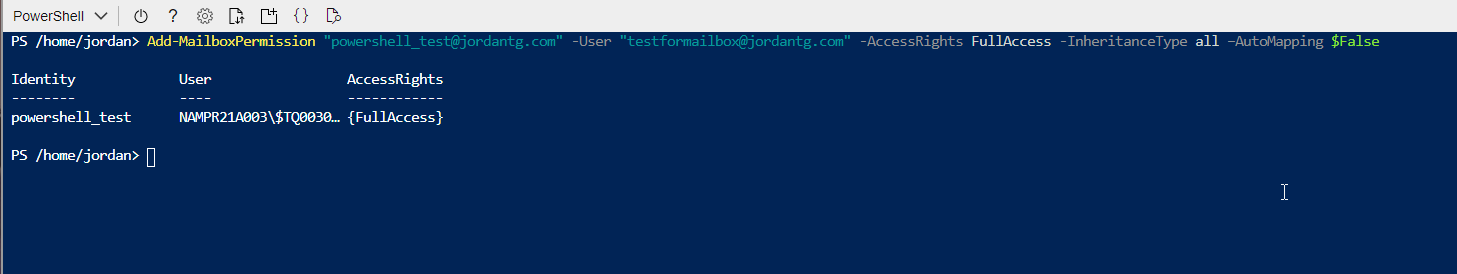 PowerShell
PS /home/jordan> Add-MailboxPermission "powershell_test@jordantg.com" -User "testformailbox@jordantg.com" -AccessRights FullAccess -InheritanceType all –AutoMapping $False
Identity User AccessRights
-------- ---- ------------
powershell_test NAMPR21A003\$TQ0030… {FullAccess}
PS /home/jordan>